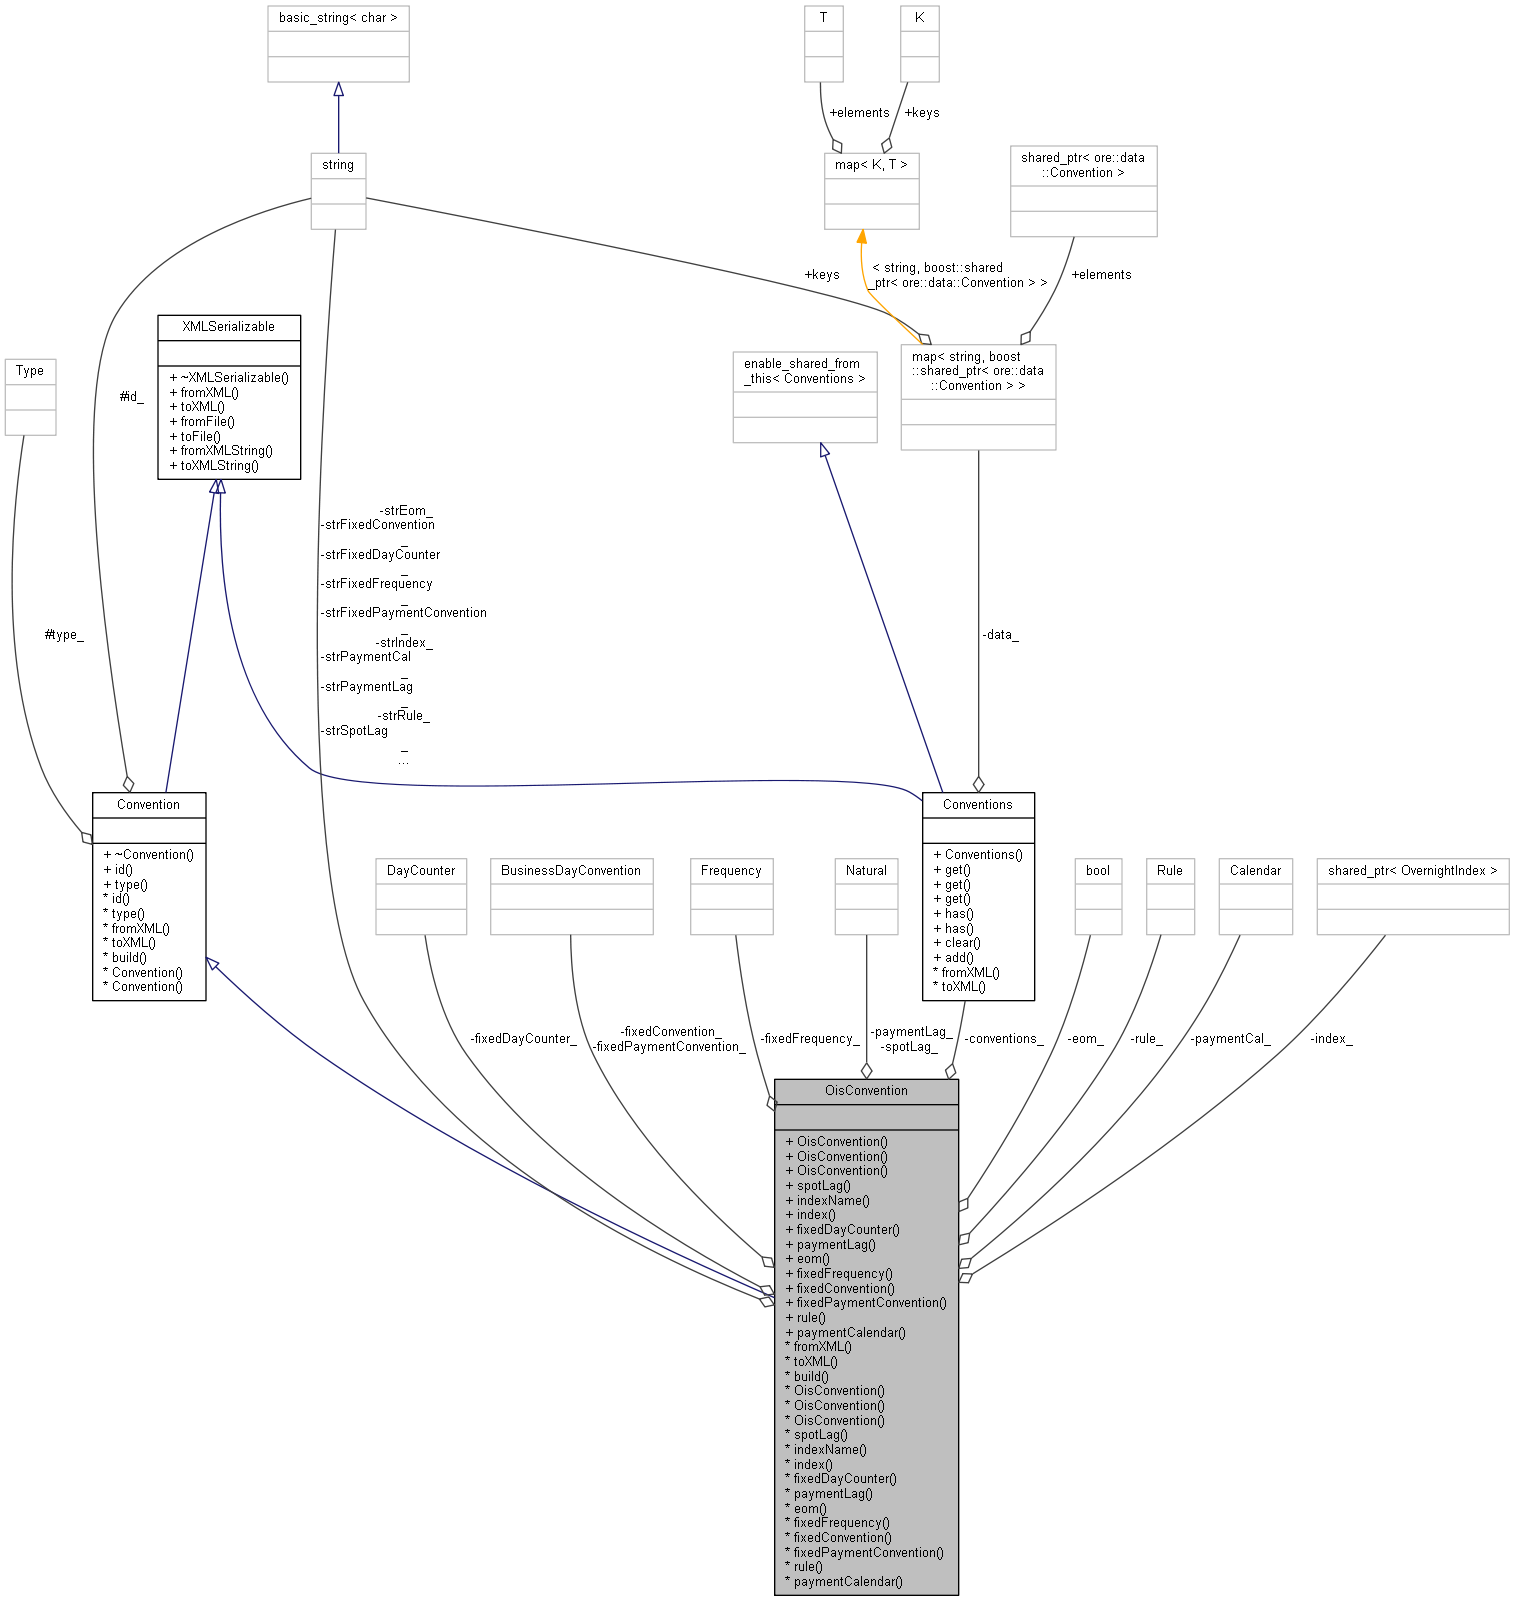 basic_string< char >
T
K
+elements
+keys
string
map< K, T >
shared_ptr< ore::data
::Convention >
+keys
< string, boost::shared
_ptr< ore::data::Convention > >
+elements
XMLSerializable
+ ~XMLSerializable()
+ fromXML()
+ toXML()
+ fromFile()
+ toFile()
+ fromXMLString()
+ toXMLString()
Type
#id_
enable_shared_from
_this< Conventions >
map< string, boost
::shared_ptr< ore::data
::Convention > >
#type_
-strEom_
-strFixedConvention
_
-strFixedDayCounter
_
-strFixedFrequency
_
-strFixedPaymentConvention
_
-strIndex_
-strPaymentCal
_
-strPaymentLag
_
-strRule_
-strSpotLag
_
...
-data_
Convention
+ ~Convention()
+ id()
+ type()
* id()
* type()
* fromXML()
* toXML()
* build()
* Convention()
* Convention()
Conventions
+ Conventions()
+ get()
+ get()
+ get()
+ has()
+ has()
+ clear()
+ add()
* fromXML()
* toXML()
DayCounter
BusinessDayConvention
Frequency
Natural
bool
Rule
Calendar
shared_ptr< OvernightIndex >
-fixedDayCounter_
-fixedConvention_
-fixedPaymentConvention_
-fixedFrequency_
-paymentLag_
-spotLag_
-conventions_
-eom_
-rule_
-paymentCal_
-index_
OisConvention
+ OisConvention()
+ OisConvention()
+ OisConvention()
+ spotLag()
+ indexName()
+ index()
+ fixedDayCounter()
+ paymentLag()
+ eom()
+ fixedFrequency()
+ fixedConvention()
+ fixedPaymentConvention()
+ rule()
+ paymentCalendar()
* fromXML()
* toXML()
* build()
* OisConvention()
* OisConvention()
* OisConvention()
* spotLag()
* indexName()
* index()
* fixedDayCounter()
* paymentLag()
* eom()
* fixedFrequency()
* fixedConvention()
* fixedPaymentConvention()
* rule()
* paymentCalendar()